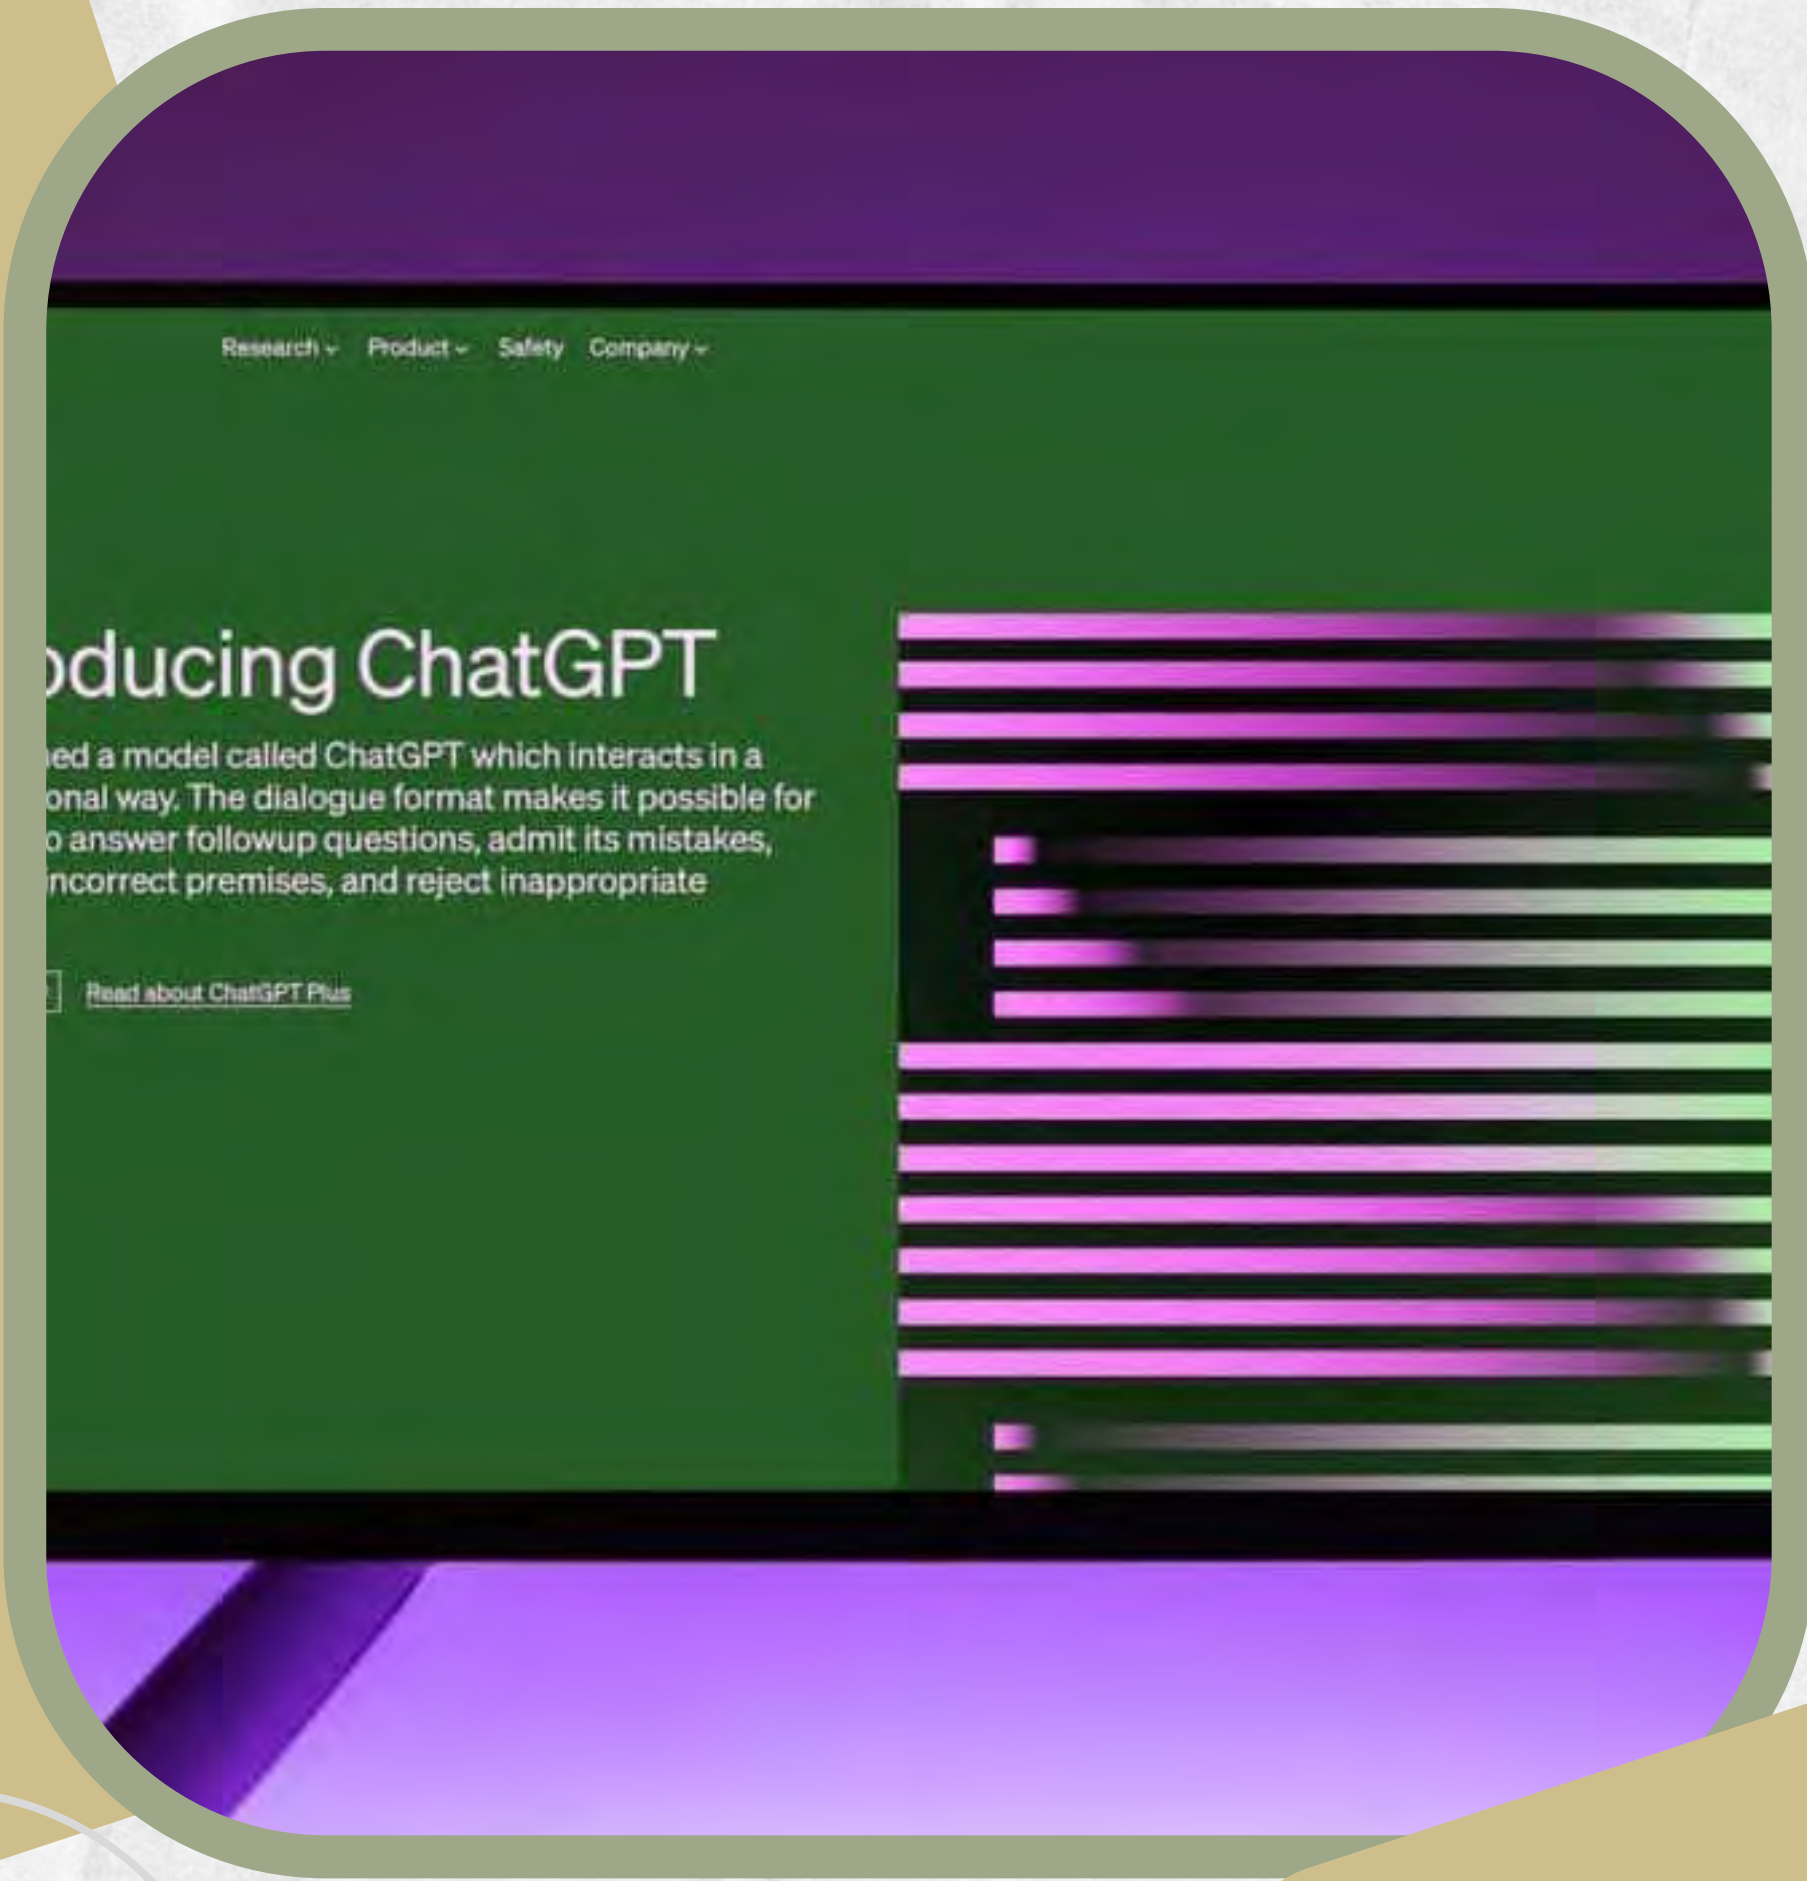 Research Product Safety Company
oducing ChatGPT
ned a model called ChatGPT which interacts in a
onal way. The dialogue format makes it possible for
o answer followup questions, admit its mistakes,
ncorrect premises, and reject inappropriate
Read about ChatGPT Plus